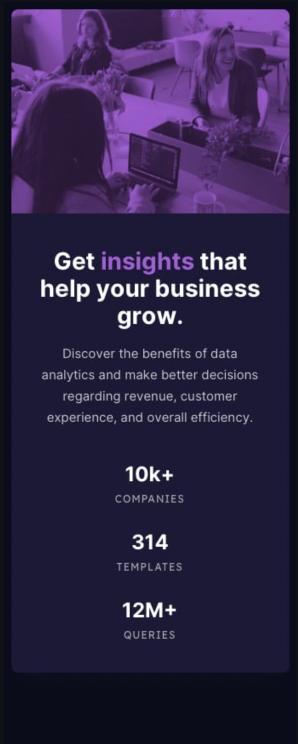 Get insights that
help your business
grow.
Discover the benefits of data
analytics and make better decisions
regarding revenue, customer
experience, and overall efficiency.
10k+
COMPANIES
314
TEMPLATES
12M+
QUERIES